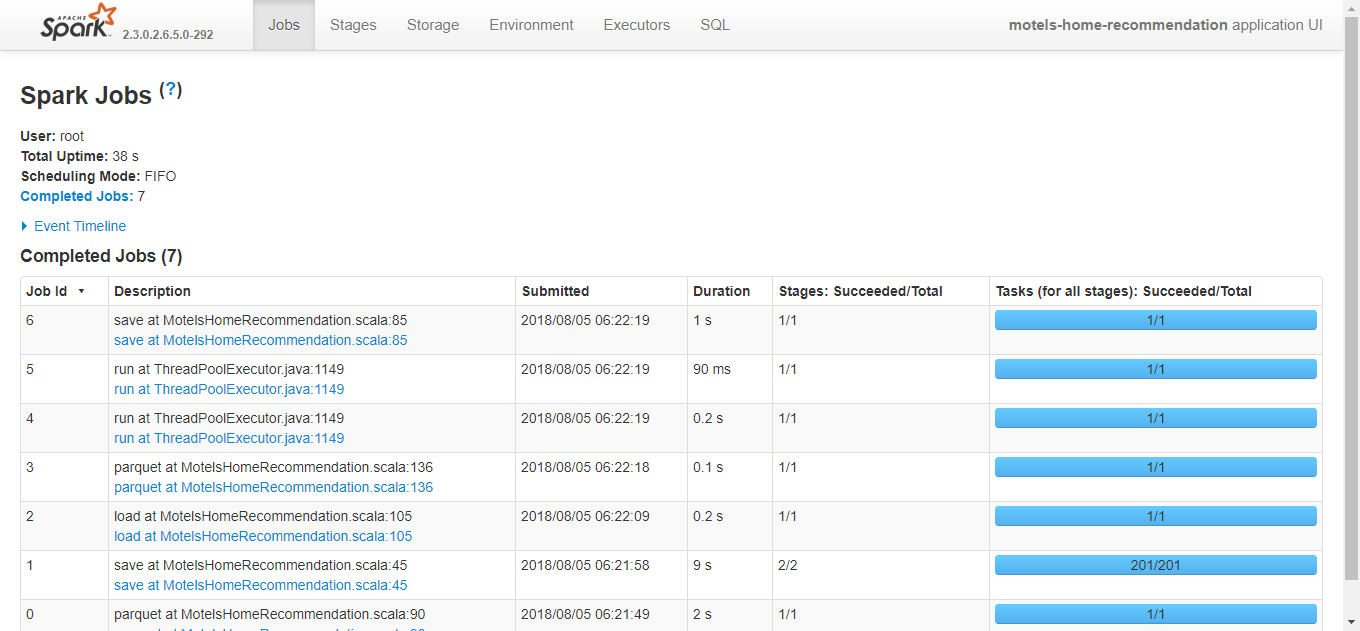 APACHE
Spark 2.3.0.2.6.5.0-292 Jobs Stages Storage Environment Executors SQL motels-home-recommendation application UI
Spark Jobs (?)
User: root
Total Uptime: 38 s
Scheduling Mode: FIFO
Completed Jobs: 7
Event Timeline
Completed Jobs (7)
Job Id Description Submitted Duration Stages: Succeeded/Total Tasks (for all stages): Succeeded/Total
6 save at MotelsHomeRecommendation.scala:85 2018/08/05 06:22:19 1 s 1/1 1/1
save at MotelsHomeRecommendation.scala:85
5 run at ThreadPoolExecutor.java:1149 2018/08/05 06:22:19 90 ms 1/1 1/1
run at ThreadPoolExecutor.java:1149
4 run at ThreadPoolExecutor.java:1149 2018/08/05 06:22:19 0.2 s 1/1 1/1
run at ThreadPoolExecutor.java:1149
3 parquet at MotelsHomeRecommendation.scala:136 2018/08/05 06:22:18 0.1 s 1/1 1/1
parquet at MotelsHomeRecommendation.scala:136
2 load at MotelsHomeRecommendation.scala:105 2018/08/05 06:22:09 0.2 s 1/1 1/1
load at MotelsHomeRecommendation.scala:105
1 save at MotelsHomeRecommendation.scala:45 2018/08/05 06:21:58 9 s 2/2 201/201
save at MotelsHomeRecommendation.scala:45
0 parquet at MotelsHomeRecommendation.scala:90 2018/08/05 06:21:49 2 s 1/1 1/1